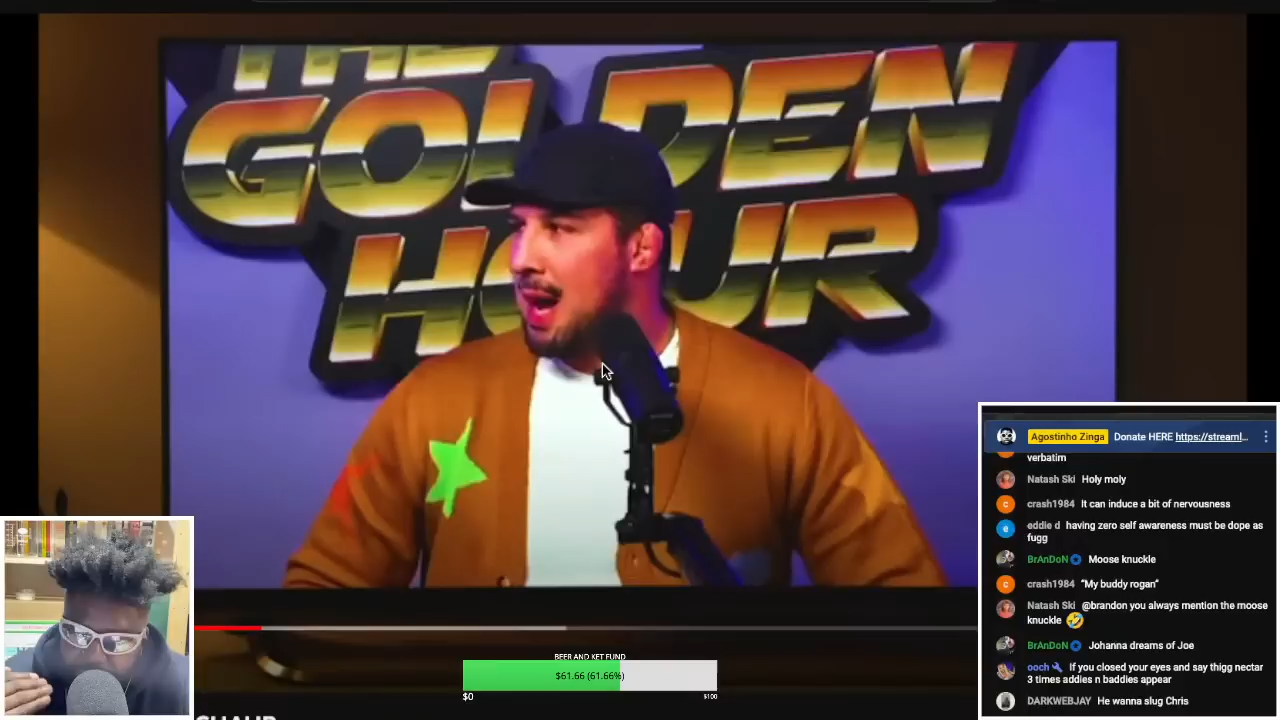 THE
GOLDEN
HOUR
Agostinho Zinga Donate HERE https://streaml...
verbatim
Natash Ski Holy moly
crash1984 It can induce a bit of nervousness
eddie d having zero self awareness must be dope as
fugg
BrAnDoN Moose knuckle
crash1984 “My buddy rogan”
Natash Ski @brandon you always mention the moose
knuckle
BrAnDoN Johanna dreams of Joe
ooch If you closed your eyes and say thigg nectar
3 times addies n baddies appear
DARKWEBJAY He wanna slug Chris
BEER AND KET FUND
$61.66 (61.66%)
$0 $100